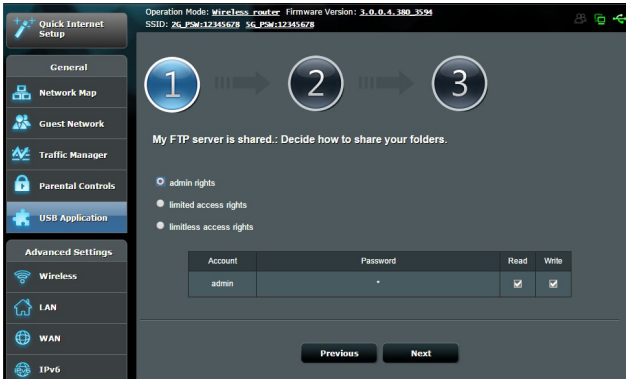 Quick Internet
Setup
General
Network Map
Guest Network
Traffic Manager
Parental Controls
USB Application
Advanced Settings
Wireless
LAN
WAN
IPv6
Operation Mode: Wireless router Firmware Version: 3.0.0.4.380_3594
SSID: 2G_PSW:12345678 5G_PSW:12345678
1
2
3
My FTP server is shared.: Decide how to share your folders.
admin rights
limited access rights
limitless access rights
Account Password Read Write
admin *
Previous Next